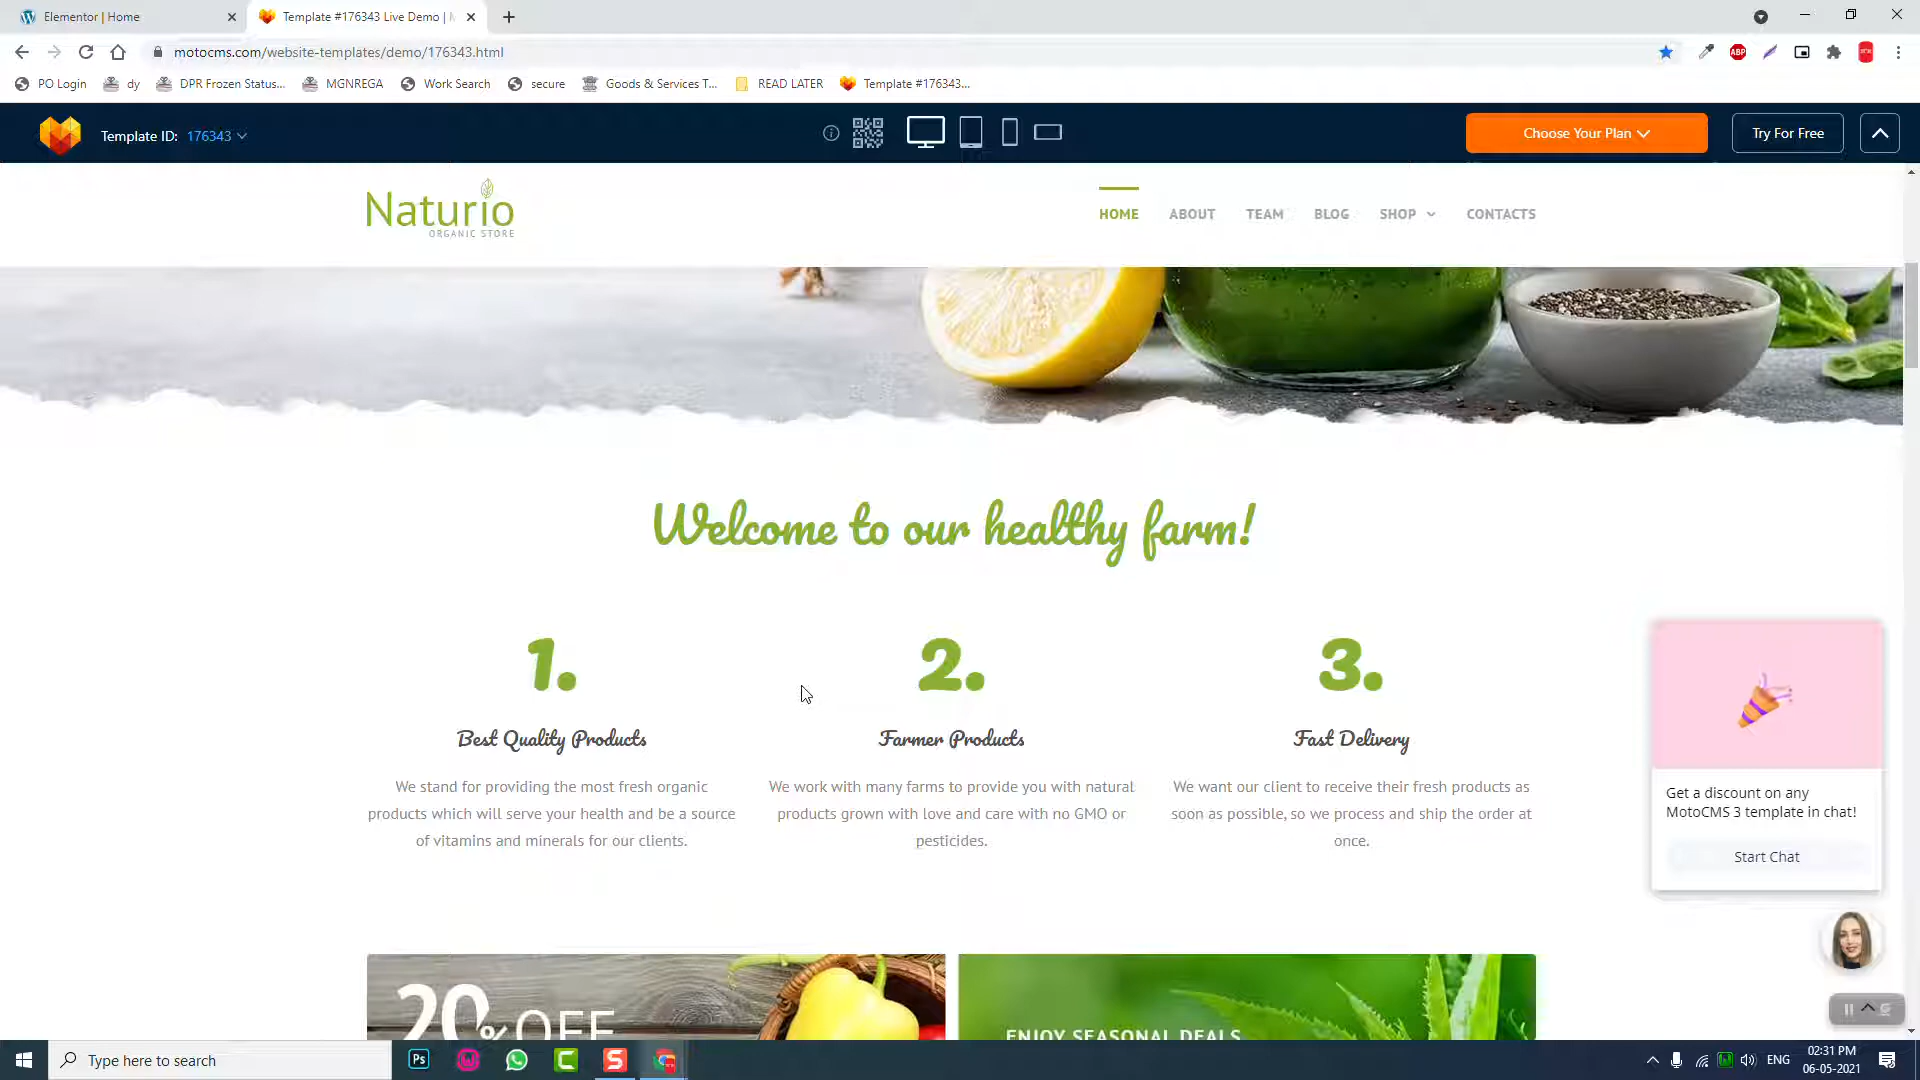 Elementor | Home
Template #176343 Live Demo |
motocms.com/website-templates/demo/176343.html
PO Login
dy
DPR Frozen Status...
MGNREGA
Work Search
secure
Goods & Services T...
READ LATER
Template #176343...
Template ID: 176343
Choose Your Plan
Try For Free
Naturio
ORGANIC STORE
HOME
ABOUT
TEAM
BLOG
SHOP
CONTACTS
Welcome to our healthy farm!
1.
2.
3.
Best Quality Products
Farmer Products
Fast Delivery
We stand for providing the most fresh organic
products which will serve your health and be a source
of vitamins and minerals for our clients.
We work with many farms to provide you with natural
products grown with love and care with no GMO or
pesticides.
We want our client to receive their fresh products as
soon as possible, so we process and ship the order at
once.
Get a discount on any
MotoCMS 3 template in chat!
Start Chat
20% OFF
ENJOY SEASONAL DEALS
Type here to search
Ps
ENG
02:31 PM
06-05-2021
ABP